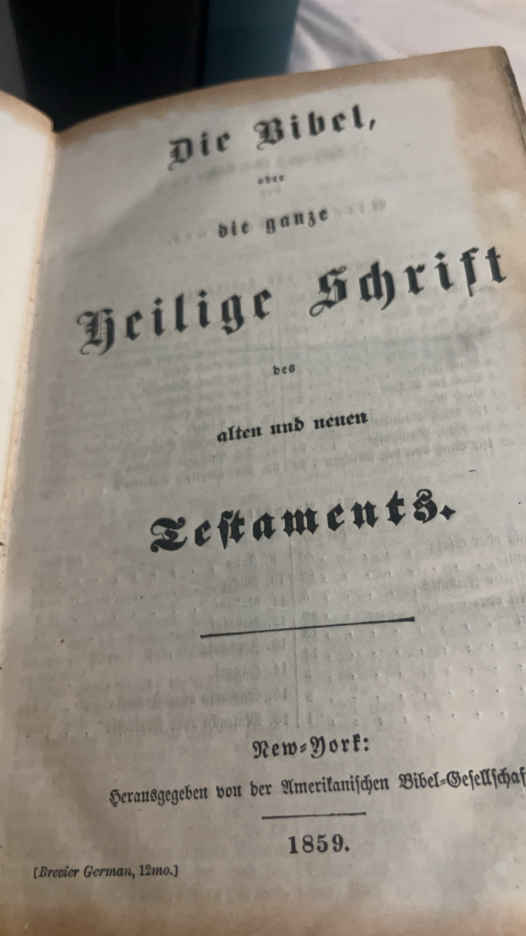 Die Bibel,
oder
die ganze
Heilige Schrift
des
alten und neuen
Testaments.
New-York:
Herausgegeben von der Amerikanischen Bibel-Gesellschaf
1859.
[Brevier German, 12mo.]